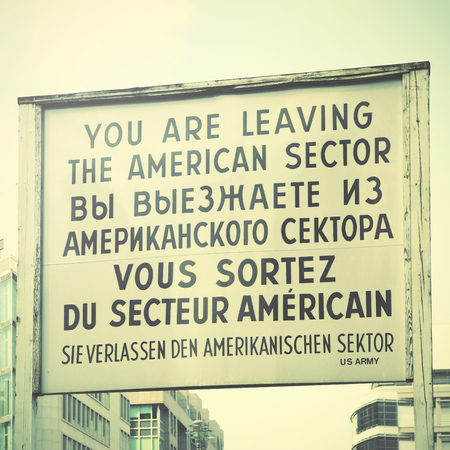 YOU ARE LEAVING
THE AMERICAN SECTOR
ВЫ ВЫЕЗЖАЕТЕ ИЗ
АМЕРИКАНСКОГО СЕКТОРА
VOUS SORTEZ
DU SECTEUR AMÉRICAIN
SIE VERLASSEN DEN AMERIKANISCHEN SEKTOR
US ARMY